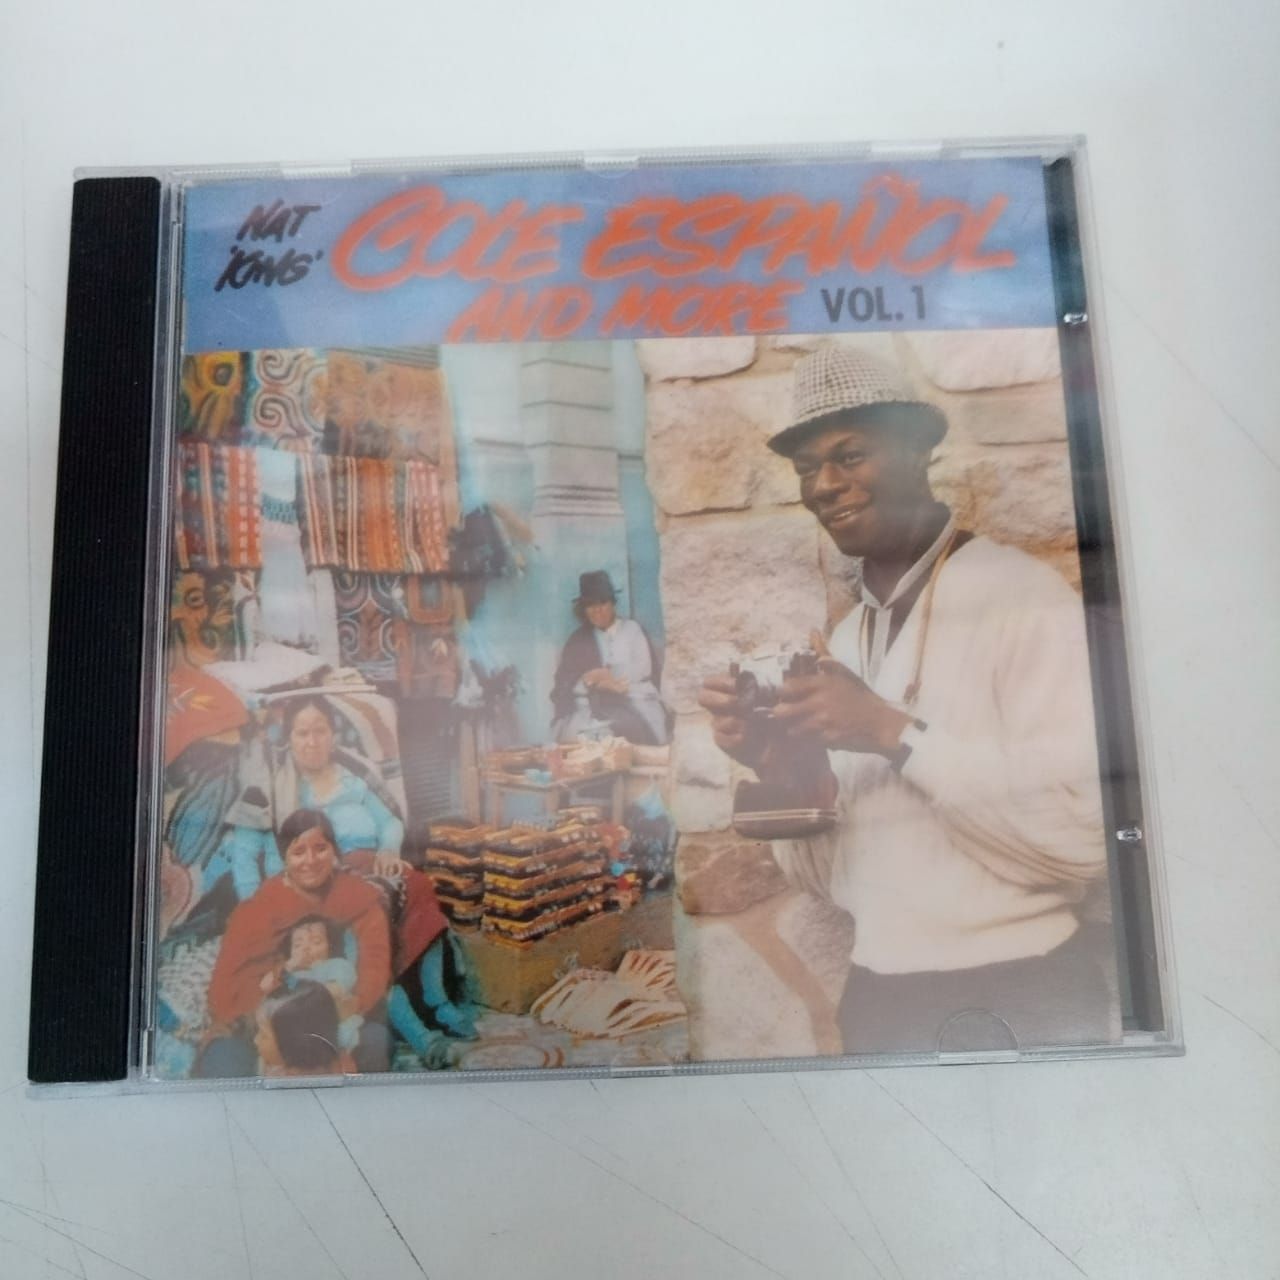 NAT COLE ESPAÑOL
'KING'
AND MORE VOL.1